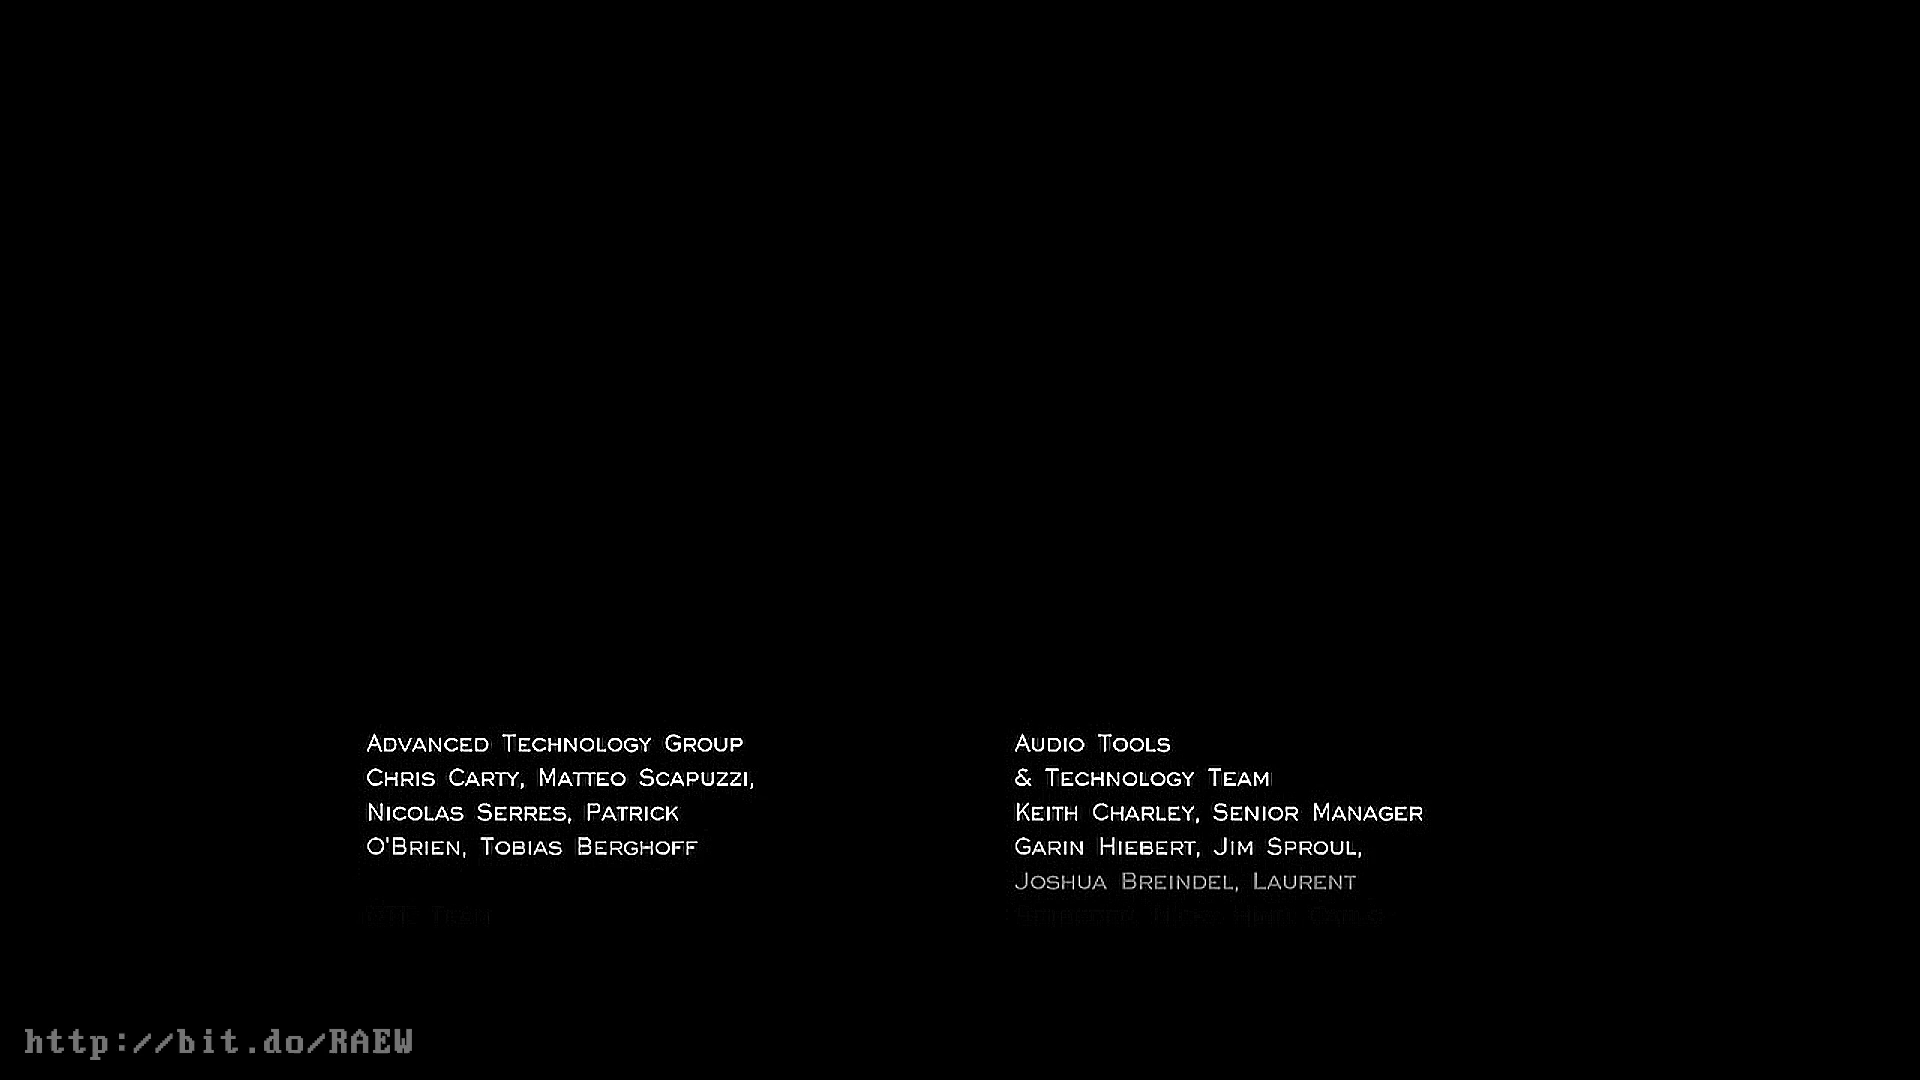 Advanced Technology Group
Chris Carty, Matteo Scapuzzi,
Nicolas Serres, Patrick
O'Brien, Tobias Berghoff
Team
Audio Tools
& Technology Team
Keith Charley, Senior Manager
Garin Hiebert, Jim Sproul,
Joshua Breindel, Laurent
http://bit.do/RAEW